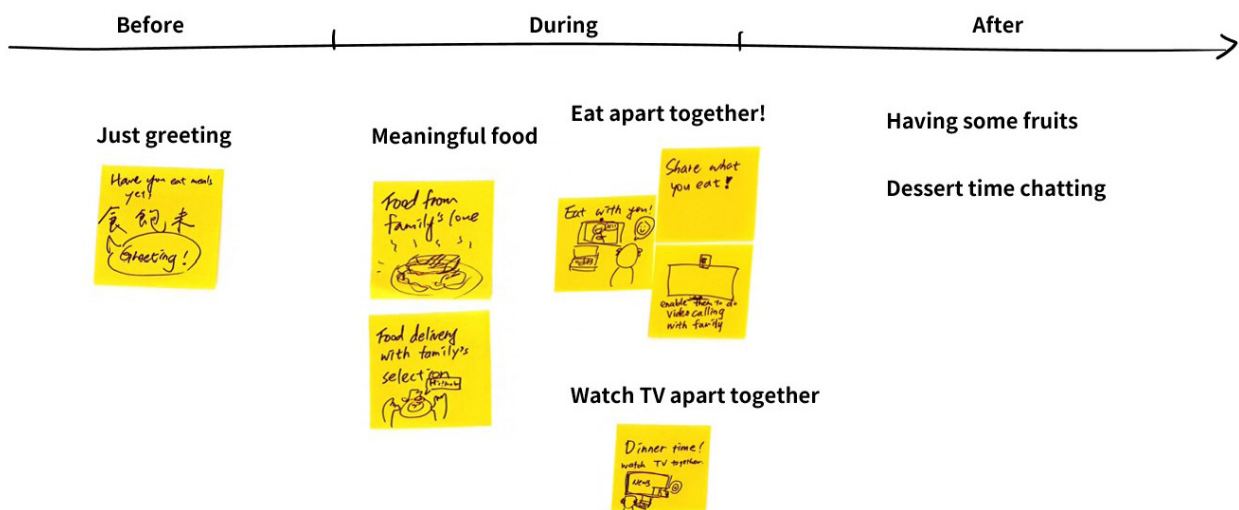 Before
During
After
Just greeting
Have you eat meals
yet?
食飽未
Greeting!
Meaningful food
Food from
family's love
Food delivery
with family's
selection
Eat apart together!
Eat with you!
Share what
you eat!
enable them to do
video calling
with family
Watch TV apart together
Dinner time!
Watch TV together
News
Having some fruits
Dessert time chatting